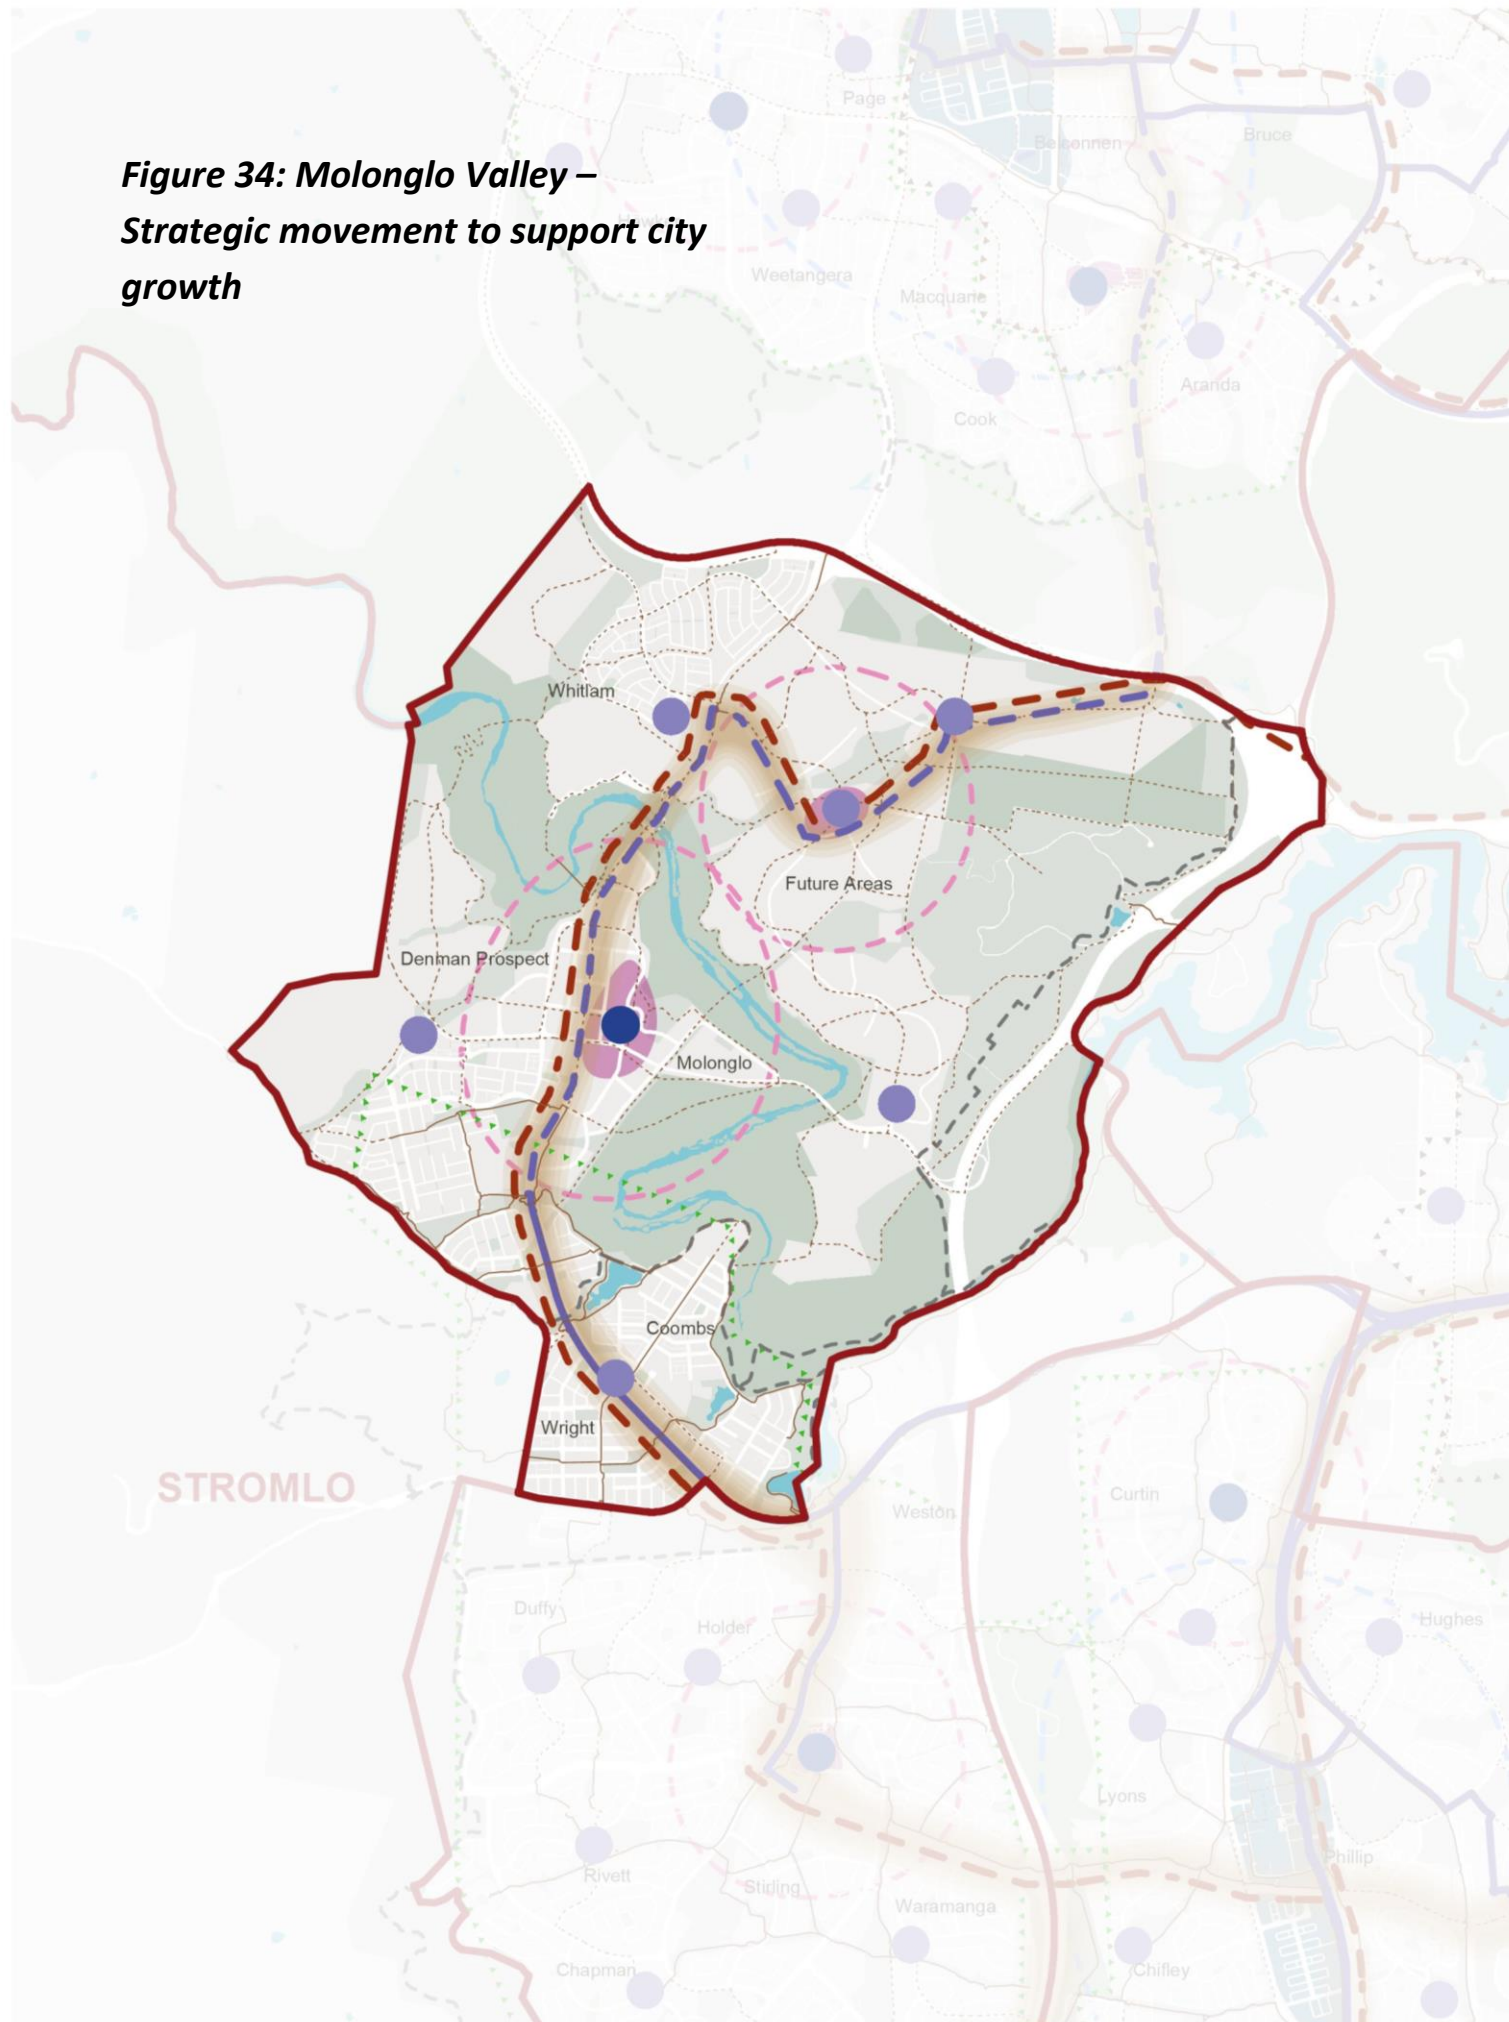 Figure 34: Molonglo Valley –
Strategic movement to support city
growth
Page
Belconnen
Bruce
Weetangera
Macquarie
Aranda
Cook
Whitlam
Future Areas
Denman Prospect
Molonglo
Coombs
Wright
STROMLO
Weston
Curtin
Duffy
Holder
Hughes
Lyons
Phillip
Rivett
Stirling
Waramanga
Chapman
Chifley